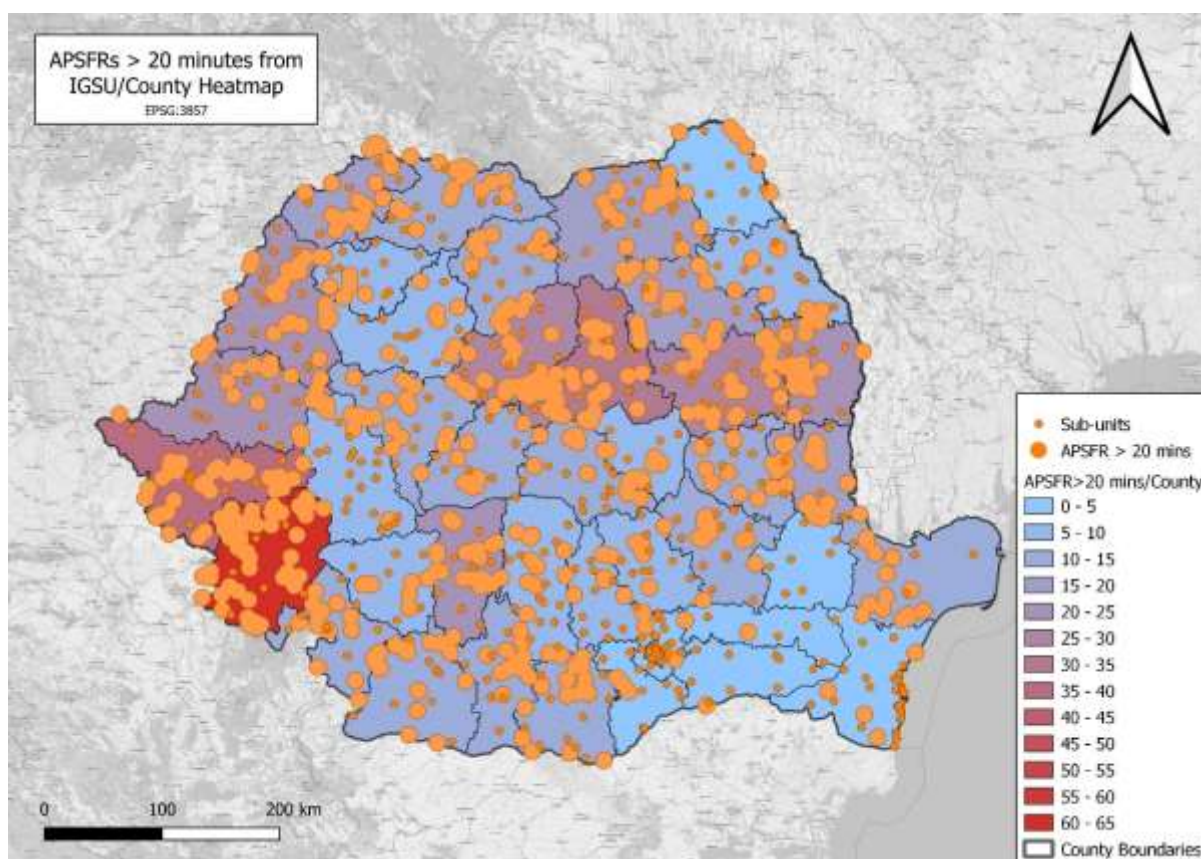 APSFRs > 20 minutes from
IGSU/County Heatmap
EPSG:3857
Sub-units
APSFR > 20 mins
APSFR>20 mins/County
0 - 5
5 - 10
10 - 15
15 - 20
20 - 25
25 - 30
30 - 35
35 - 40
40 - 45
45 - 50
50 - 55
55 - 60
60 - 65
County Boundaries
0 100 200 km